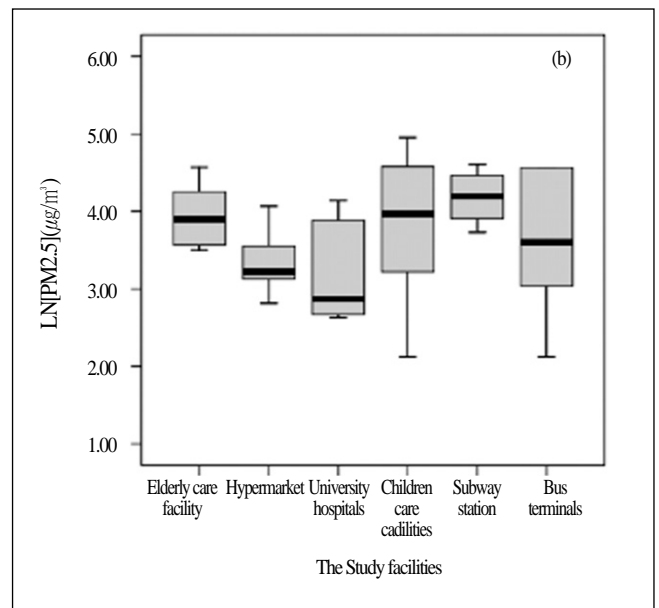 (b)
LN[PM2.5](µg/m³)
6.00
5.00
4.00
3.00
2.00
1.00
Elderly care
facility
Hypermarket
University
hospitals
Children
care
cadilities
Subway
station
Bus
terminals
The Study facilities